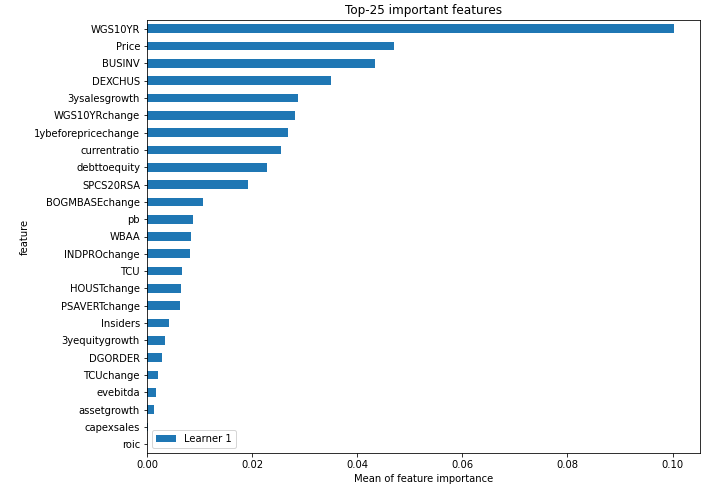 Top-25 important features
WGS10YR
Price
BUSINV
DEXCHUS
3ysalesgrowth
WGS10YRchange
1ybeforepricechange
currentratio
debttoequity
SPCS20RSA
BOGMBASEchange
pb
WBAA
INDPROchange
TCU
HOUSTchange
PSAVERTchange
Insiders
3yequitygrowth
DGORDER
TCUchange
evebitda
assetgrowth
capexsales
roic
feature
Learner 1
0.00 0.02 0.04 0.06 0.08 0.10
Mean of feature importance